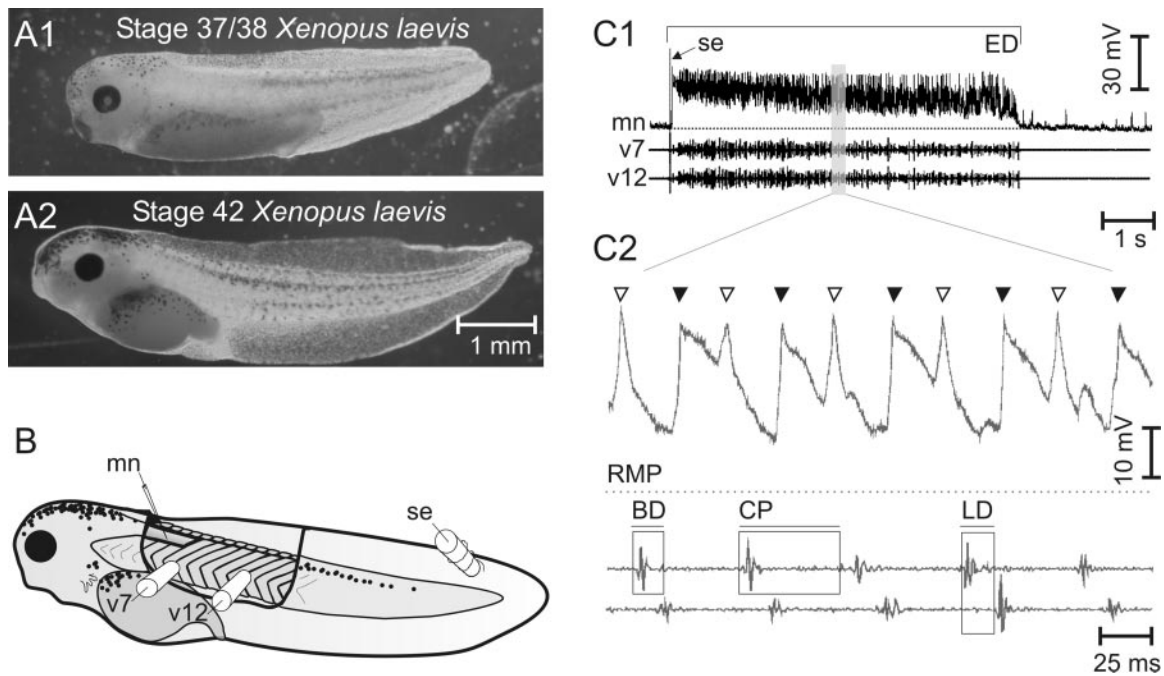 A1
Stage 37/38 Xenopus laevis
A2
Stage 42 Xenopus laevis
1 mm
B
mn
se
v7
v12
C1
se
ED
30 mV
mn
v7
v12
1 s
C2
10 mV
RMP
BD
CP
LD
25 ms